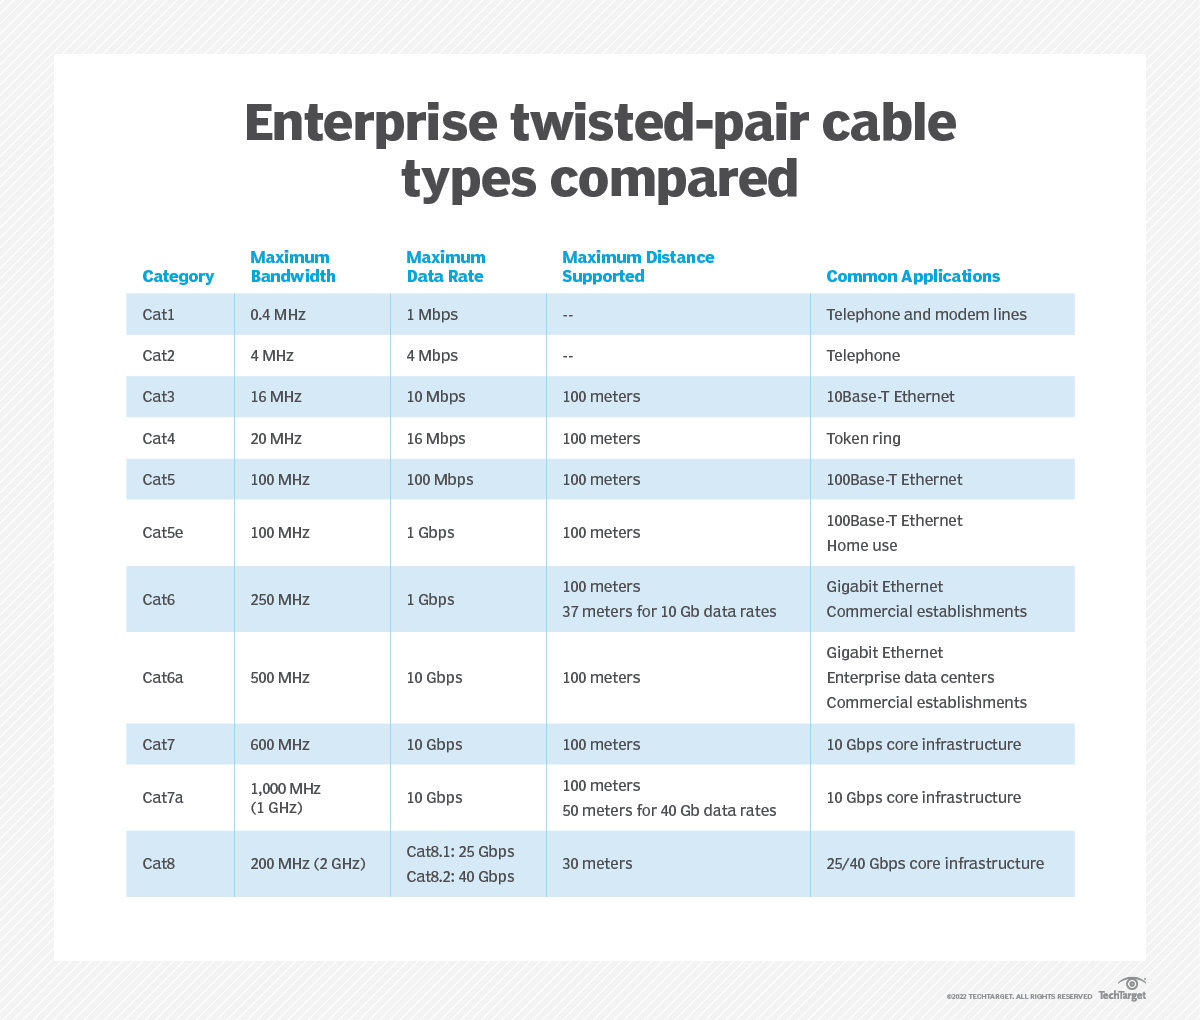 Enterprise twisted-pair cable
types compared
Category
Maximum
Bandwidth
Maximum
Data Rate
Maximum Distance
Supported
Common Applications
Cat1
0.4 MHz
1 Mbps
--
Telephone and modem lines
Cat2
4 MHz
4 Mbps
--
Telephone
Cat3
16 MHz
10 Mbps
100 meters
10Base-T Ethernet
Cat4
20 MHz
16 Mbps
100 meters
Token ring
Cat5
100 MHz
100 Mbps
100 meters
100Base-T Ethernet
Cat5e
100 MHz
1 Gbps
100 meters
100Base-T Ethernet
Home use
Cat6
250 MHz
1 Gbps
100 meters
37 meters for 10 Gb data rates
Gigabit Ethernet
Commercial establishments
Cat6a
500 MHz
10 Gbps
100 meters
Gigabit Ethernet
Enterprise data centers
Commercial establishments
Cat7
600 MHz
10 Gbps
100 meters
10 Gbps core infrastructure
Cat7a
1,000 MHz
(1 GHz)
10 Gbps
100 meters
50 meters for 40 Gb data rates
10 Gbps core infrastructure
Cat8
200 MHz (2 GHz)
Cat8.1: 25 Gbps
Cat8.2: 40 Gbps
30 meters
25/40 Gbps core infrastructure
©2022 TECHTARGET. ALL RIGHTS RESERVED
TechTarget